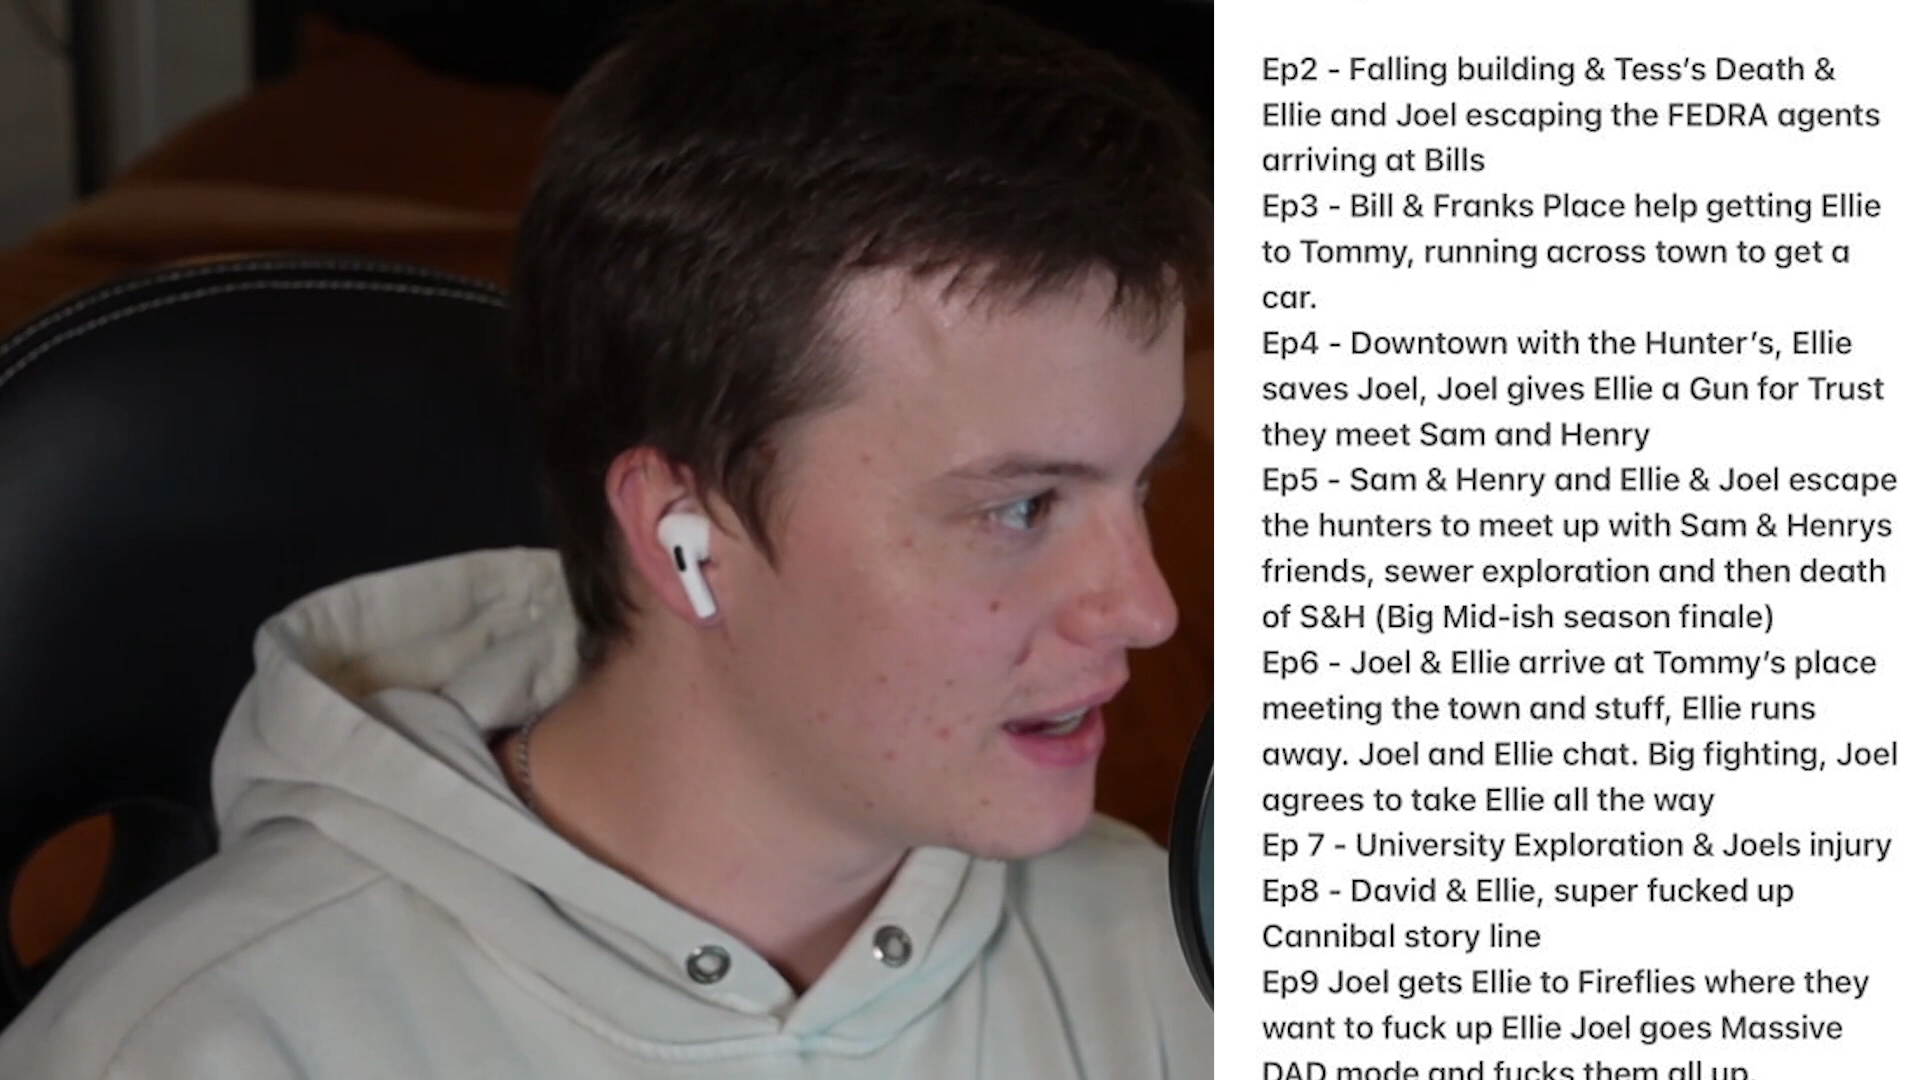 Ep2 - Falling building & Tess’s Death &
Ellie and Joel escaping the FEDRA agents
arriving at Bills
Ep3 - Bill & Franks Place help getting Ellie
to Tommy, running across town to get a
car.
Ep4 - Downtown with the Hunter’s, Ellie
saves Joel, Joel gives Ellie a Gun for Trust
they meet Sam and Henry
Ep5 - Sam & Henry and Ellie & Joel escape
the hunters to meet up with Sam & Henrys
friends, sewer exploration and then death
of S&H (Big Mid-ish season finale)
Ep6 - Joel & Ellie arrive at Tommy’s place
meeting the town and stuff, Ellie runs
away. Joel and Ellie chat. Big fighting, Joel
agrees to take Ellie all the way
Ep 7 - University Exploration & Joels injury
Ep8 - David & Ellie, super fucked up
Cannibal story line
Ep9 Joel gets Ellie to Fireflies where they
want to fuck up Ellie Joel goes Massive
DAD mode and fucks them all up.